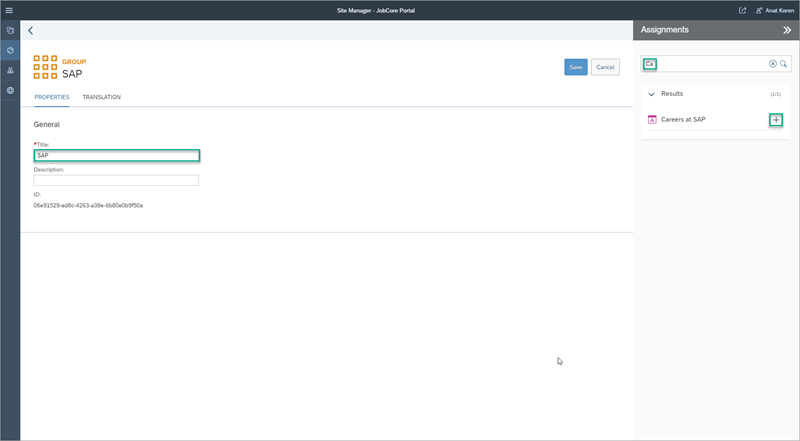 Site Manager - JobCore Portal
Anat Koren
GROUP
SAP
Save
Cancel
PROPERTIES
TRANSLATION
General
*Title:
SAP
Description:
ID:
06e91529-ed8c-4263-a38e-6b80e0b9f50a
Assignments
Ca
Results
(1/1)
A
Careers at SAP